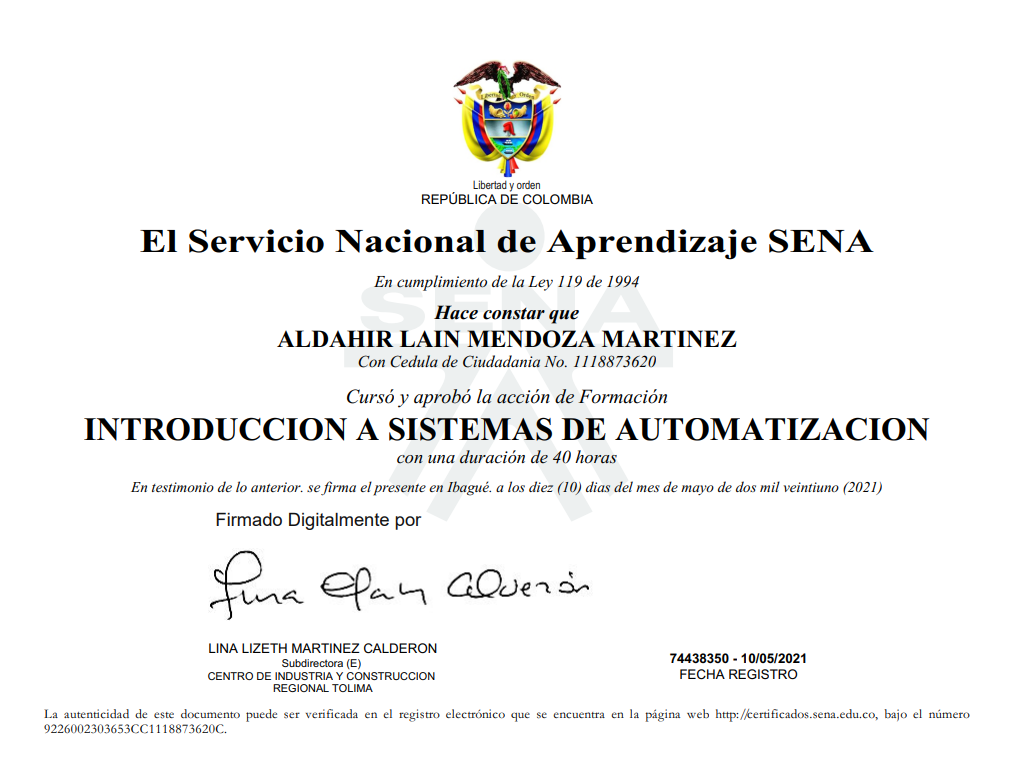 Libertad y orden
REPÚBLICA DE COLOMBIA
El Servicio Nacional de Aprendizaje SENA
En cumplimiento de la Ley 119 de 1994
SENA
Hace constar que
ALDAHIR LAIN MENDOZA MARTINEZ
Con Cedula de Ciudadania No. 1118873620
Cursó y aprobó la acción de Formación
INTRODUCCION A SISTEMAS DE AUTOMATIZACION
con una duración de 40 horas
En testimonio de lo anterior. se firma el presente en Ibagué. a los diez (10) dias del mes de mayo de dos mil veintiuno (2021)
Firmado Digitalmente por
LINA LIZETH MARTINEZ CALDERON
Subdirectora (E)
CENTRO DE INDUSTRIA Y CONSTRUCCION
REGIONAL TOLIMA
74438350 - 10/05/2021
FECHA REGISTRO
La autenticidad de este documento puede ser verificada en el registro electrónico que se encuentra en la página web http://certificados.sena.edu.co, bajo el número
9226002303653CC1118873620C.